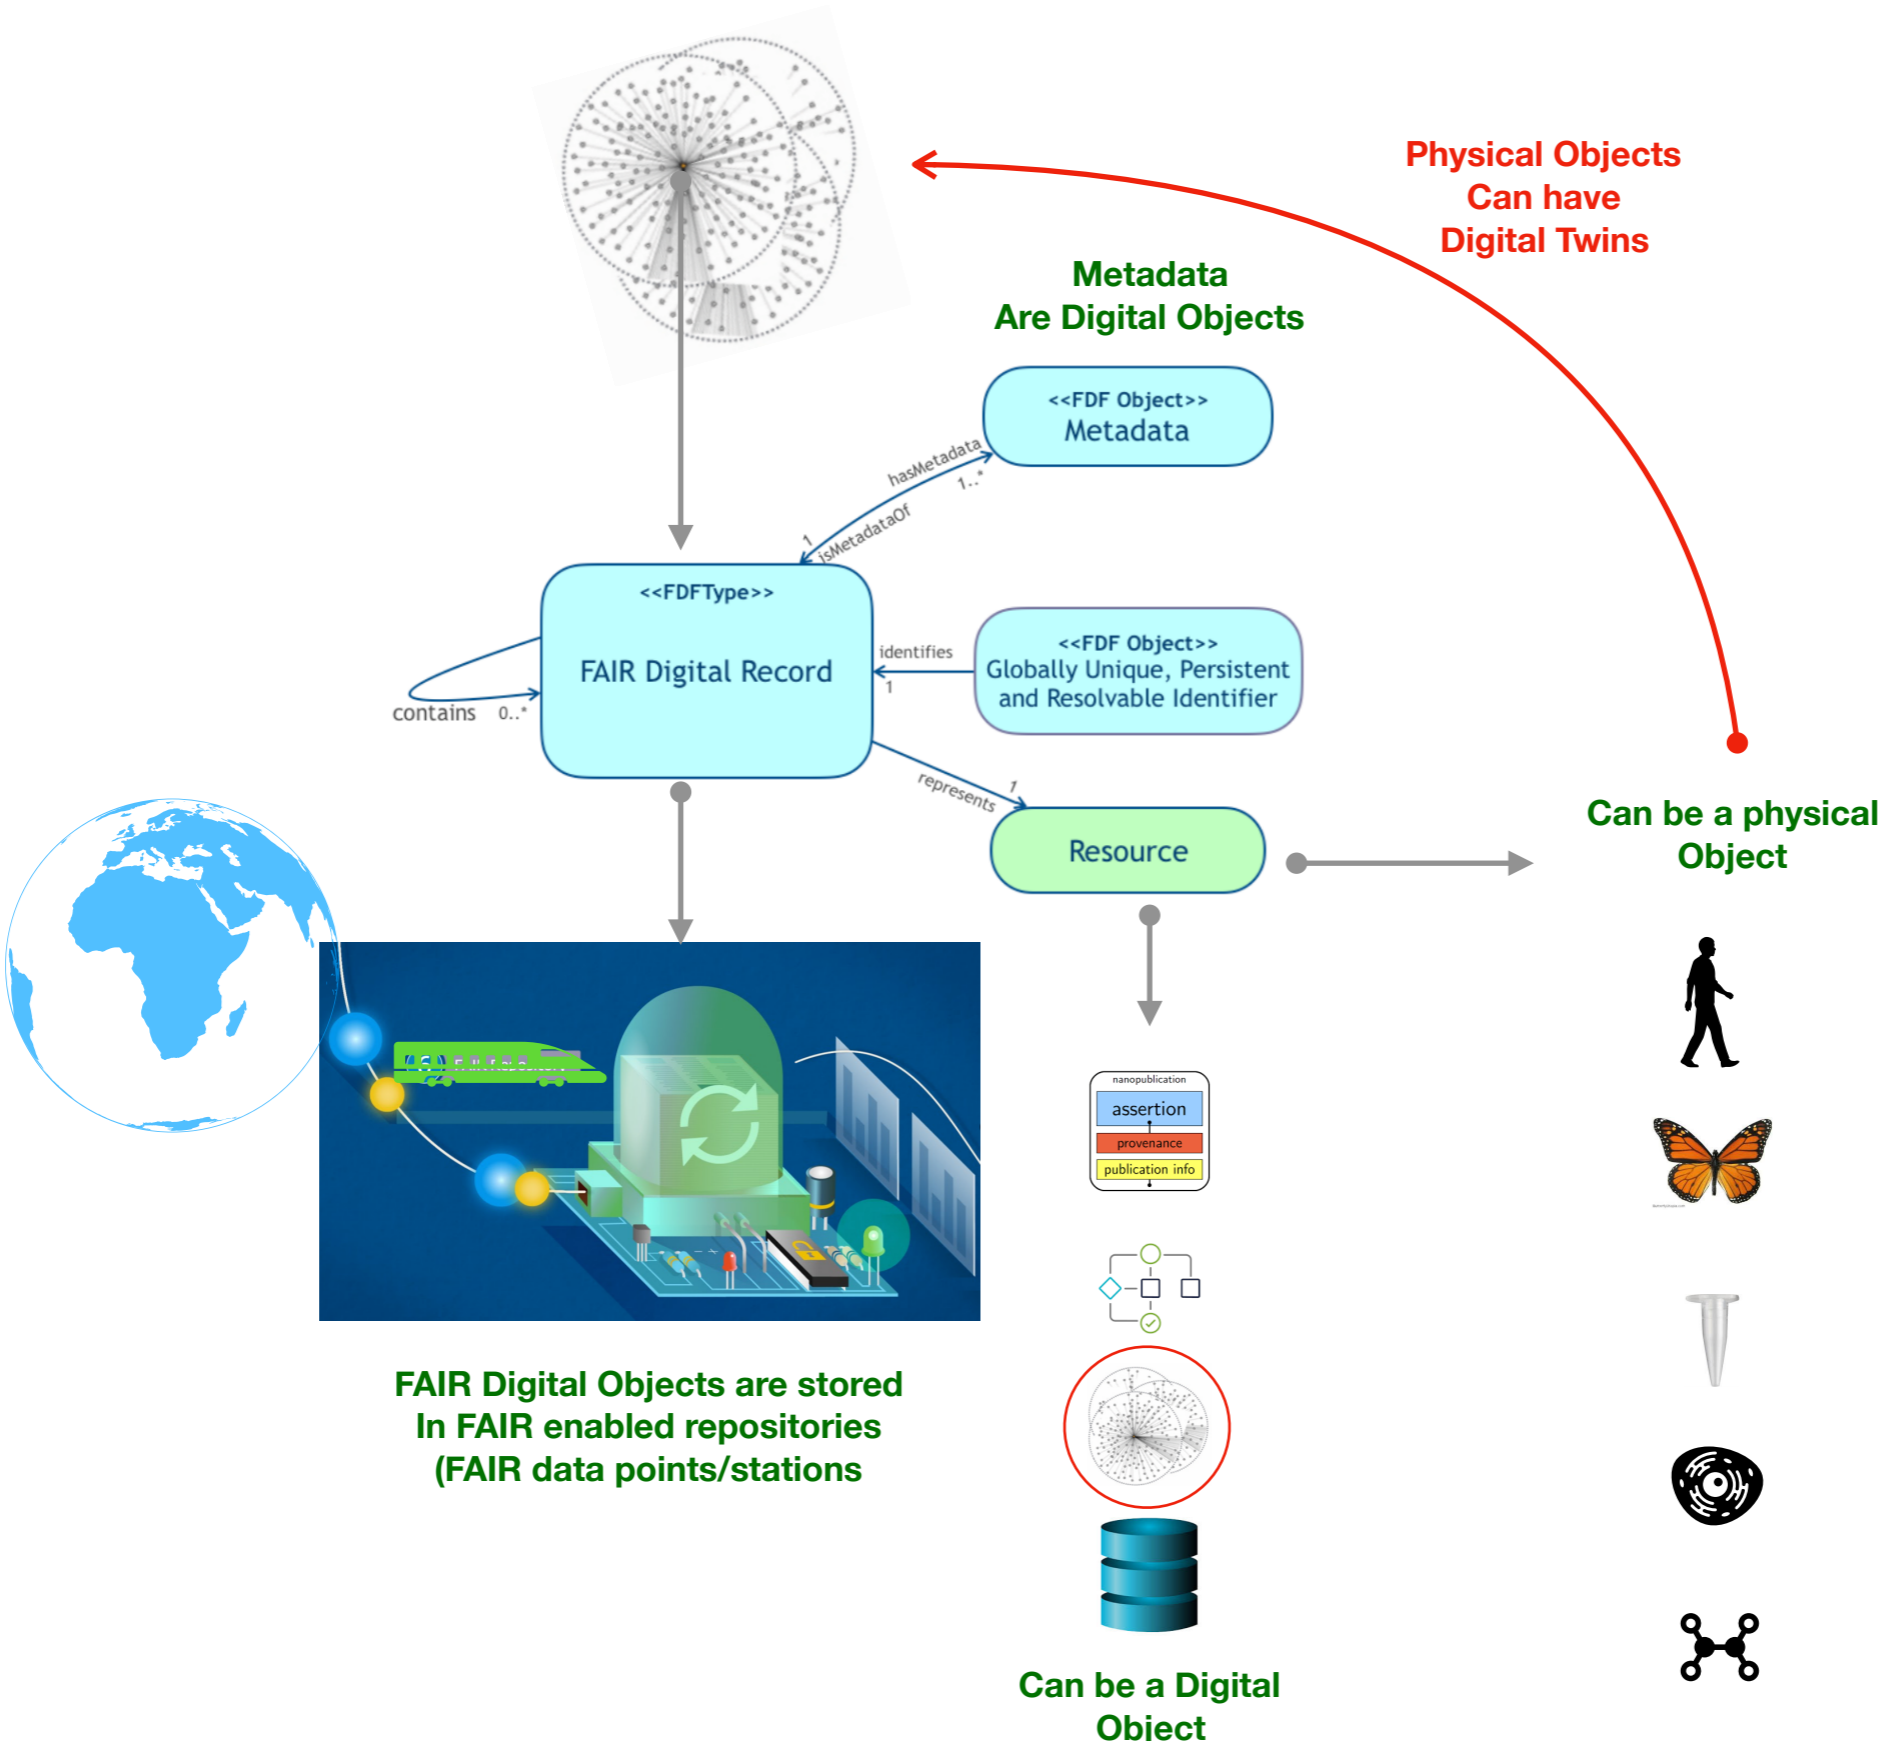 Physical Objects
Can have
Digital Twins
Metadata
Are Digital Objects
<<FDF Object>>
Metadata
hasMetadata
1..*
1
isMetadataOf
<<FDFType>>
FAIR Digital Record
contains 0..*
identifies
1
<<FDF Object>>
Globally Unique, Persistent
and Resolvable Identifier
represents
1
Resource
Can be a physical
Object
nanopublication
assertion
provenance
publication info
FAIR Digital Objects are stored
In FAIR enabled repositories
(FAIR data points/stations
Can be a Digital
Object